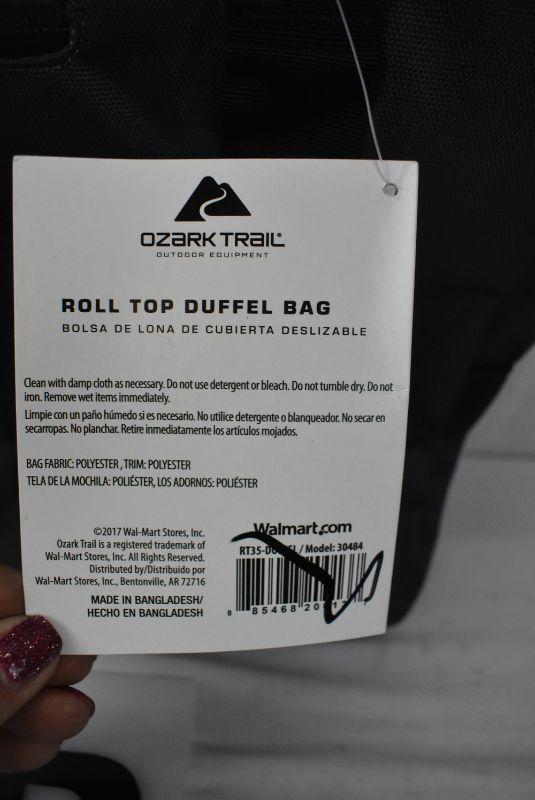 OZARK TRAIL®
OUTDOOR EQUIPMENT
ROLL TOP DUFFEL BAG
BOLSA DE LONA DE CUBIERTA DESLIZABLE
Clean with damp cloth as necessary. Do not use detergent or bleach. Do not tumble dry. Do not
iron. Remove wet items immediately.
Limpie con un paño húmedo si es necesario. No utilice detergente o blanqueador. No secar en
secarropas. No planchar. Retire inmediatamente los artículos mojados.
BAG FABRIC: POLYESTER , TRIM: POLYESTER
TELA DE LA MOCHILA: POLIÉSTER, LOS ADORNOS: POLIÉSTER
©2017 Wal-Mart Stores, Inc.
Ozark Trail is a registered trademark of
Wal-Mart Stores, Inc. All Rights Reserved.
Distributed by/Distribuido por
Wal-Mart Stores, Inc., Bentonville, AR 72716
MADE IN BANGLADESH/
HECHO EN BANGLADESH
Walmart.com
/ Model: 30484
8 85468